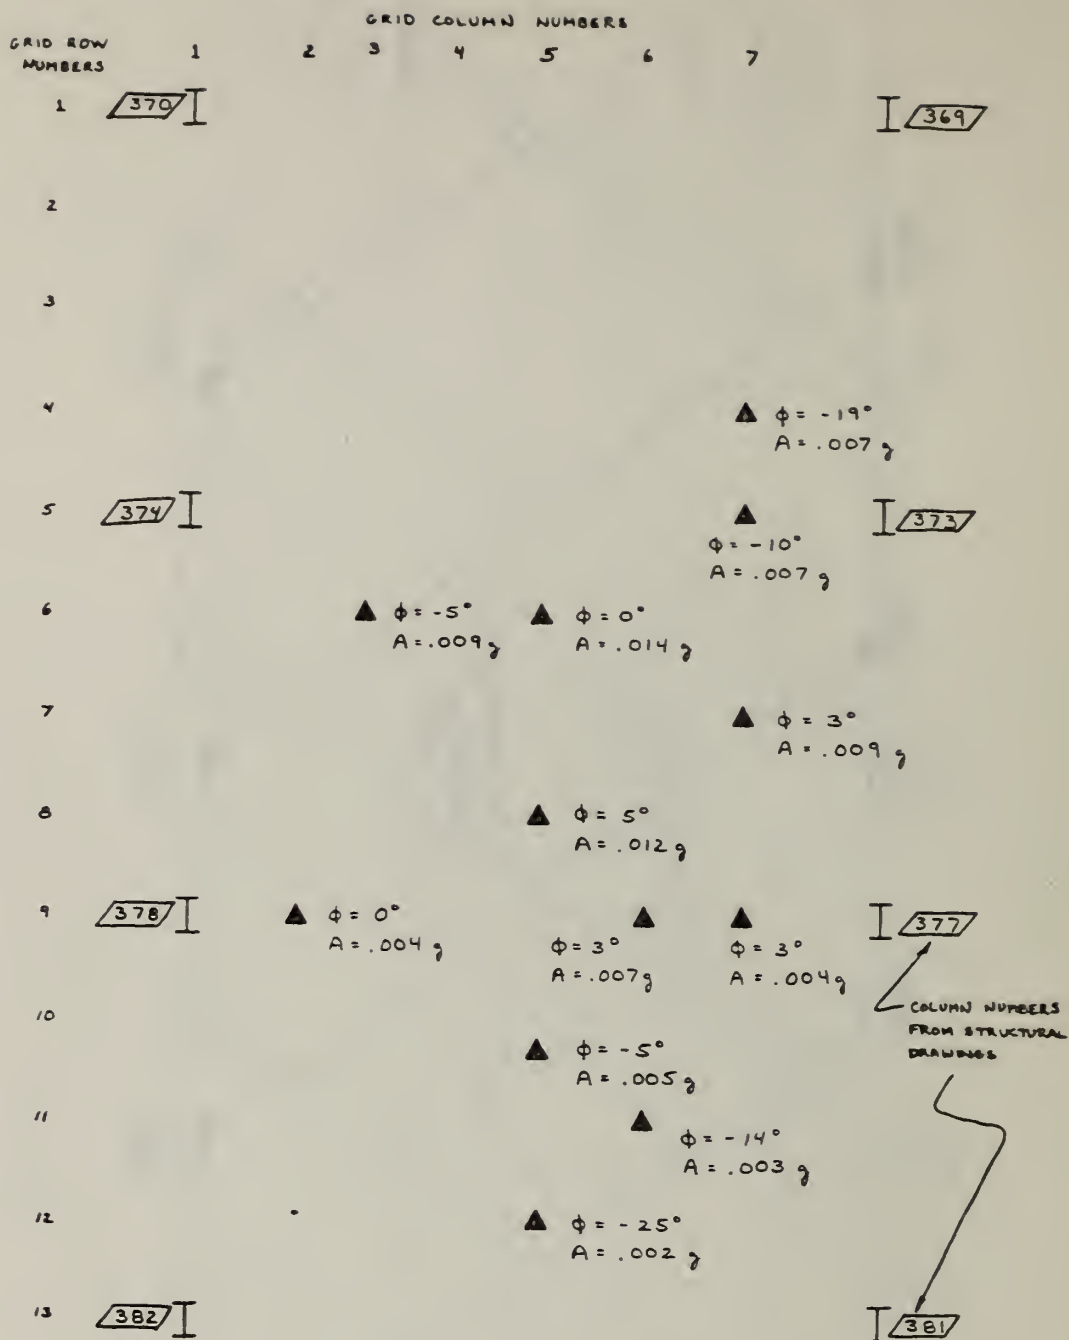 GRID COLUMN NUMBERS
GRID ROW
NUMBERS
1 2 3 4 5 6 7
1 370 369
2
3
4 φ = -19°
A = .007 g
5 374 373
φ = -10°
A = .007 g
6 φ = -5° φ = 0°
A = .009 g A = .014 g
7 φ = 3°
A = .009 g
8 φ = 5°
A = .012 g
9 378 φ = 0° 377
A = .004 g
φ = 3° φ = 3°
A = .007 g A = .004 g
10 COLUMN NUMBERS
FROM STRUCTURAL
DRAWINGS
φ = -5°
A = .005 g
11 φ = -14°
A = .003 g
12 φ = -25°
A = .002 g
13 382 381